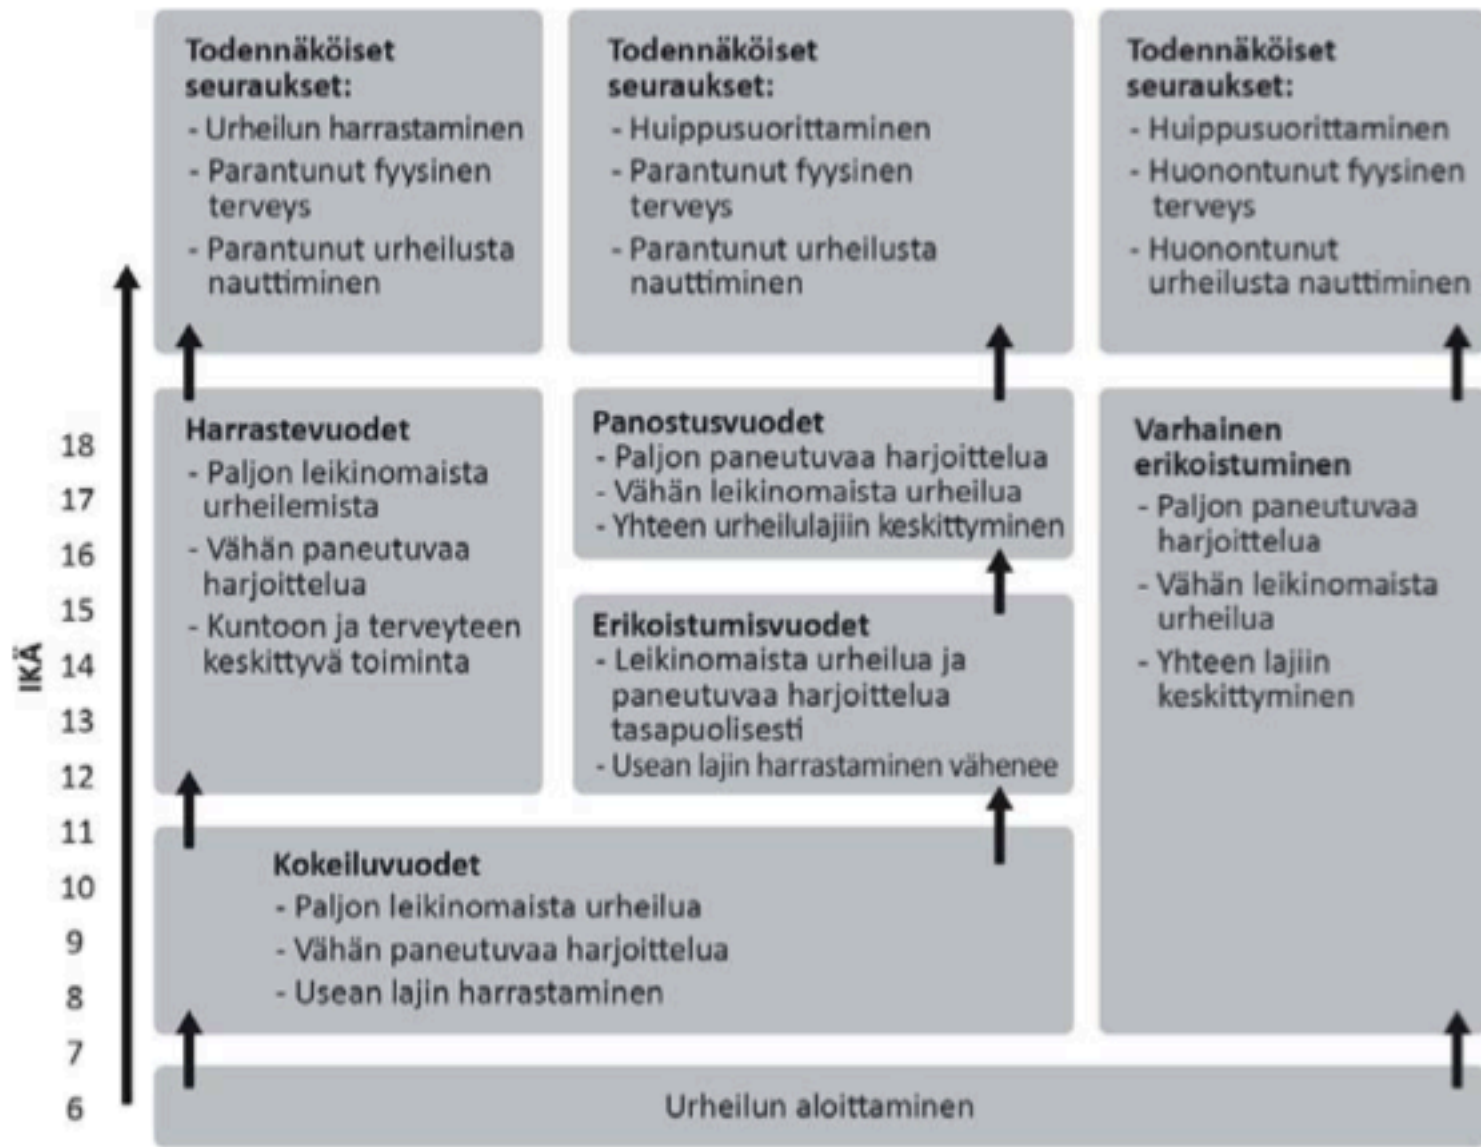 Todennäköiset
seuraukset:
- Urheilun harrastaminen
- Parantunut fyysinen
terveys
- Parantunut urheilusta
nauttiminen
Todennäköiset
seuraukset:
- Huippusuorittaminen
- Parantunut fyysinen
terveys
- Parantunut urheilusta
nauttiminen
Todennäköiset
seuraukset:
- Huippusuorittaminen
- Huonontunut fyysinen
terveys
- Huonontunut
urheilusta nauttiminen
Harrastevuodet
- Paljon leikinomaista
urheilemista
- Vähän paneutuvaa
harjoittelua
- Kuntoon ja terveyteen
keskittyvä toiminta
Panostusvuodet
- Paljon paneutuvaa harjoittelua
- Vähän leikinomaista urheilua
- Yhteen urheilulajiin keskittyminen
Varhainen
erikoistuminen
- Paljon paneutuvaa
harjoittelua
- Vähän leikinomaista
urheilua
- Yhteen lajiin
keskittyminen
Erikoistumisvuodet
- Leikinomaista urheilua ja
paneutuvaa harjoittelua
tasapuolisesti
- Usean lajin harrastaminen vähenee
Kokeiluvuodet
- Paljon leikinomaista urheilua
- Vähän paneutuvaa harjoittelua
- Usean lajin harrastaminen
Urheilun aloittaminen
IKÄ
18
17
16
15
14
13
12
11
10
9
8
7
6